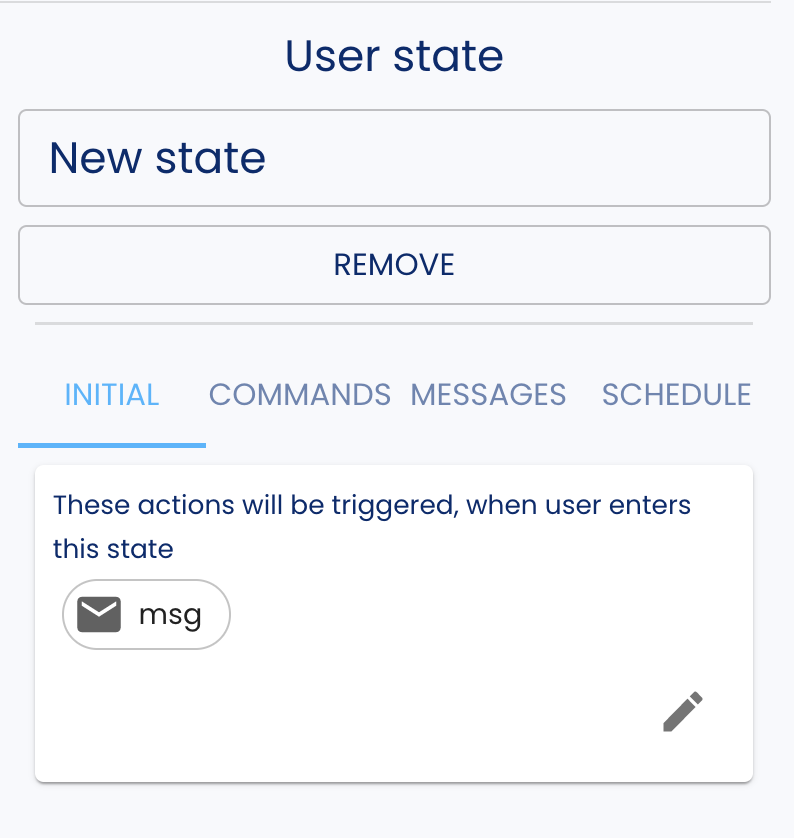 User state
New state
REMOVE
INITIAL COMMANDS MESSAGES SCHEDULE
These actions will be triggered, when user enters
this state
msg